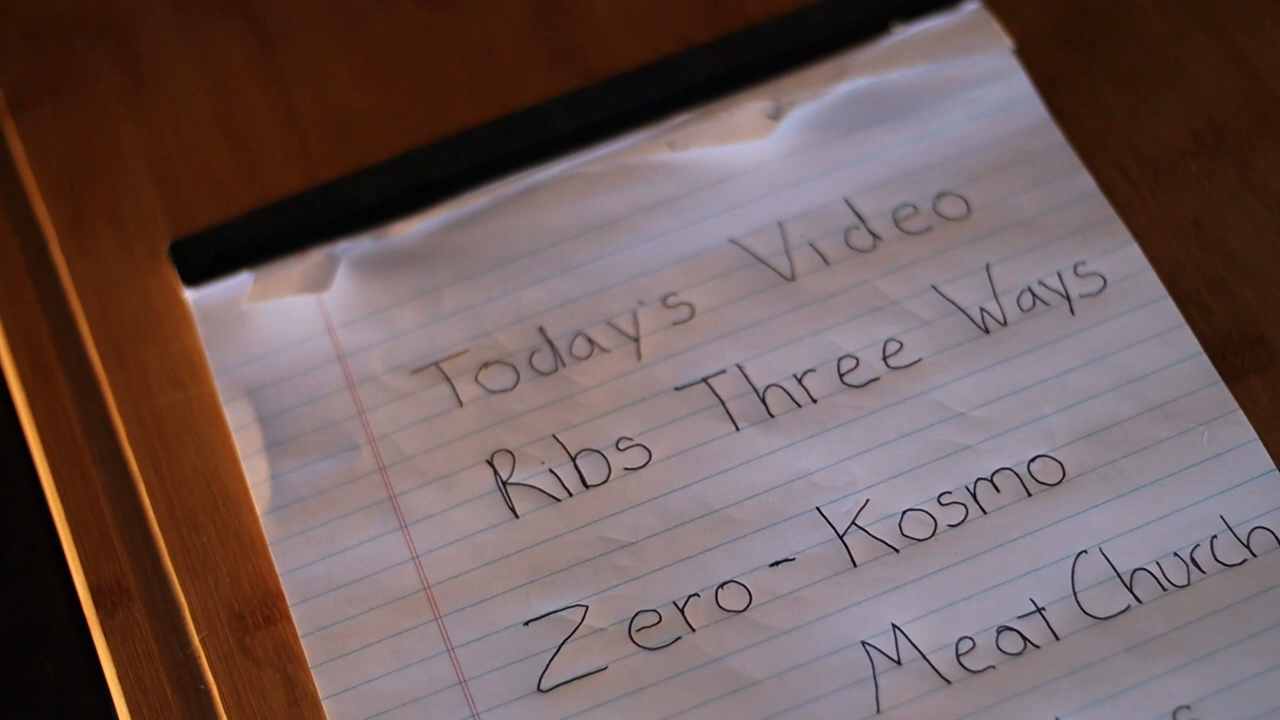 Today's Video
Ribs Three Ways
Zero - Kosmo
Meat Church